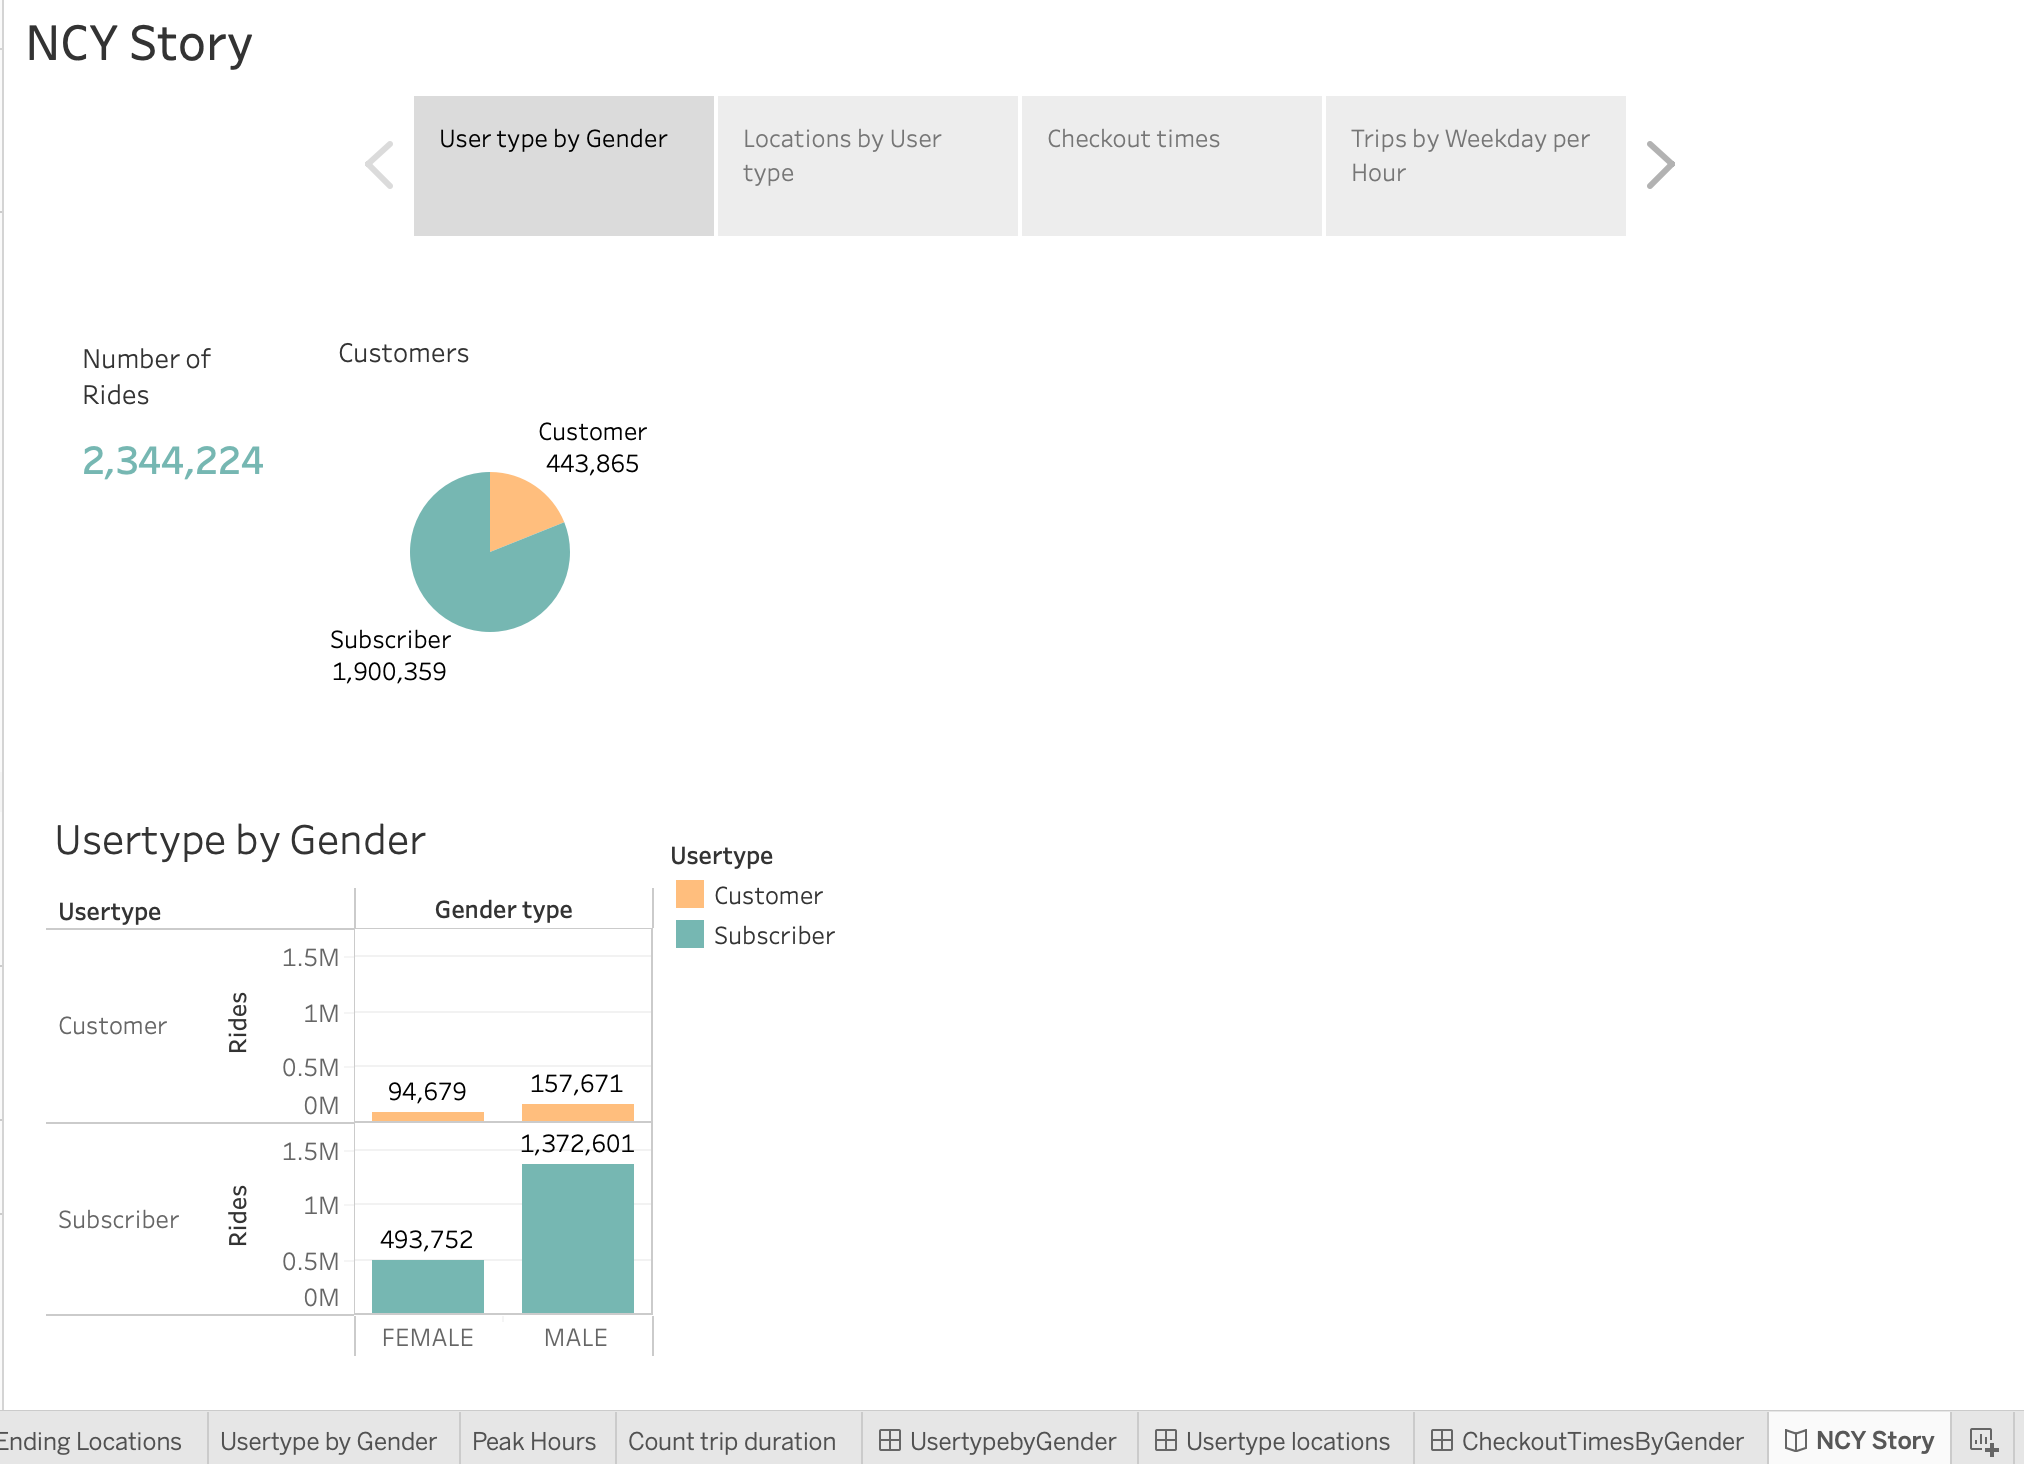 NCY Story
User type by Gender
Locations by User
type
Checkout times
Trips by Weekday per
Hour
Number of
Rides
2,344,224
Customers
Customer
443,865
Subscriber
1,900,359
Usertype by Gender
Usertype
Gender type
Customer
Rides
1.5M
1M
0.5M
0M
94,679
157,671
Subscriber
Rides
1.5M
1M
0.5M
0M
493,752
1,372,601
FEMALE
MALE
Usertype
Customer
Subscriber
Ending Locations
Usertype by Gender
Peak Hours
Count trip duration
UsertypebyGender
Usertype locations
CheckoutTimesByGender
NCY Story